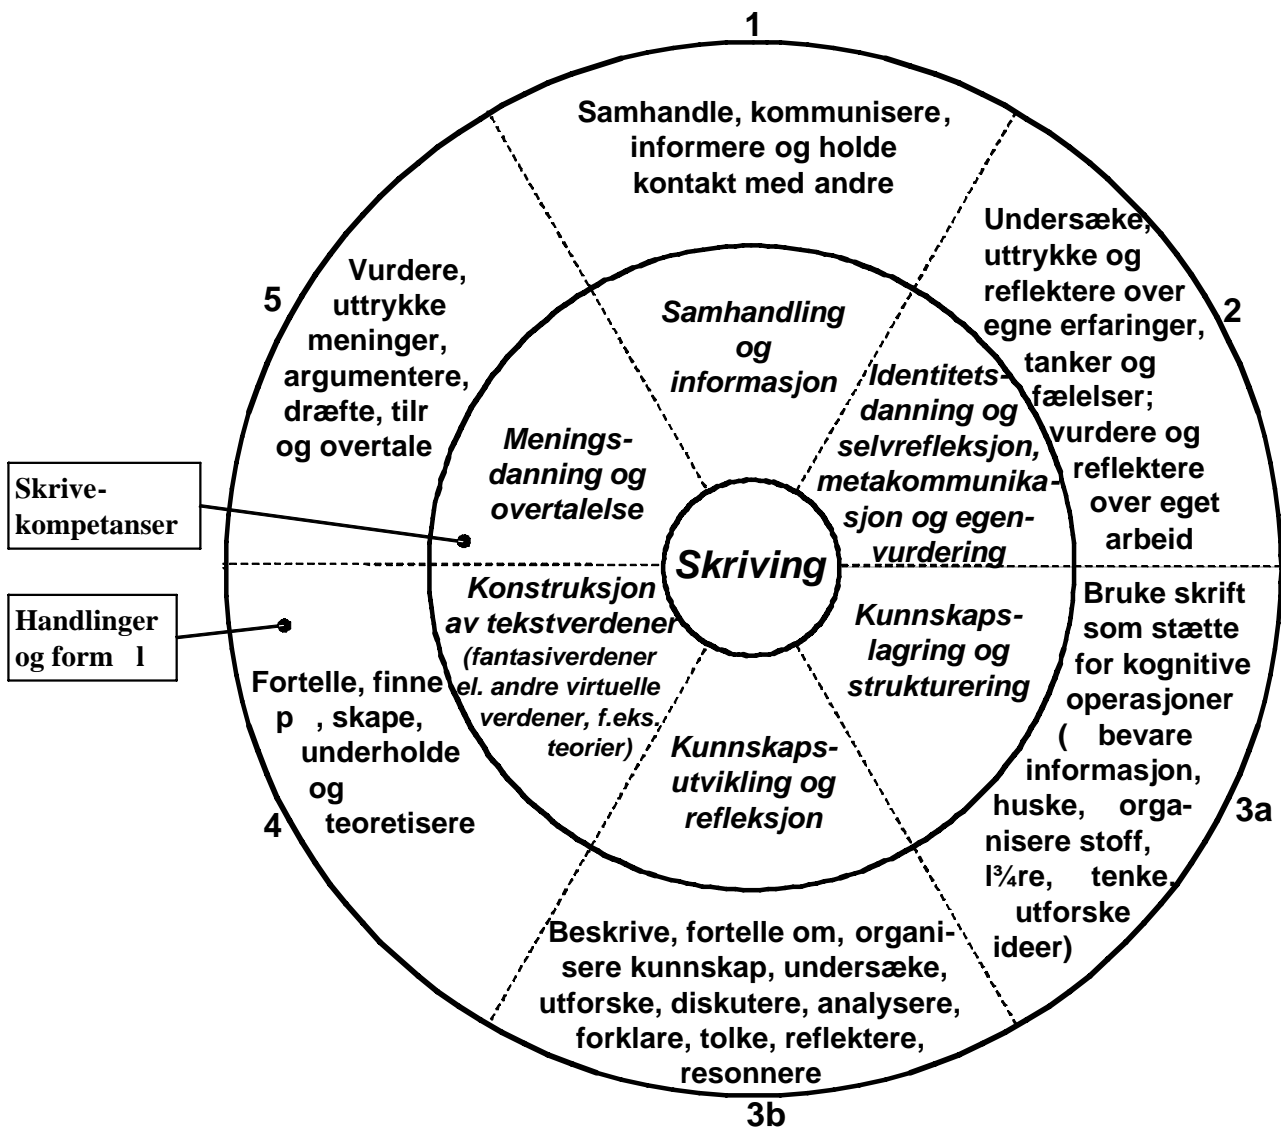 1
Samhandle, kommunisere,
informere og holde
kontakt med andre
2
Undersæke,
uttrykke og
reflektere over
egne erfaringer,
tanker og
fælelser;
vurdere og
reflektere
over eget
arbeid
3a
Bruke skrift
som stætte
for kognitive
operasjoner
( bevare
informasjon,
huske, orga-
nisere stoff,
l¾re, tenke,
utforske
ideer)
3b
Beskrive, fortelle om, organi-
sere kunnskap, undersæke,
utforske, diskutere, analysere,
forklare, tolke, reflektere,
resonnere
4
Fortelle, finne
p , skape,
underholde
og
teoretisere
5
Vurdere,
uttrykke
meninger,
argumentere,
dræfte, tilr
og overtale
Samhandling
og
informasjon
Identitets-
danning og
selvrefleksjon,
metakommunika-
sjon og egen-
vurdering
Kunnskaps-
lagring og
strukturering
Kunnskaps-
utvikling og
refleksjon
Konstruksjon
av tekstverdener
(fantasiverdener
el. andre virtuelle
verdener, f.eks.
teorier)
Menings-
danning og
overtalelse
Skriving
Skrive-
kompetanser
Handlinger
og form l